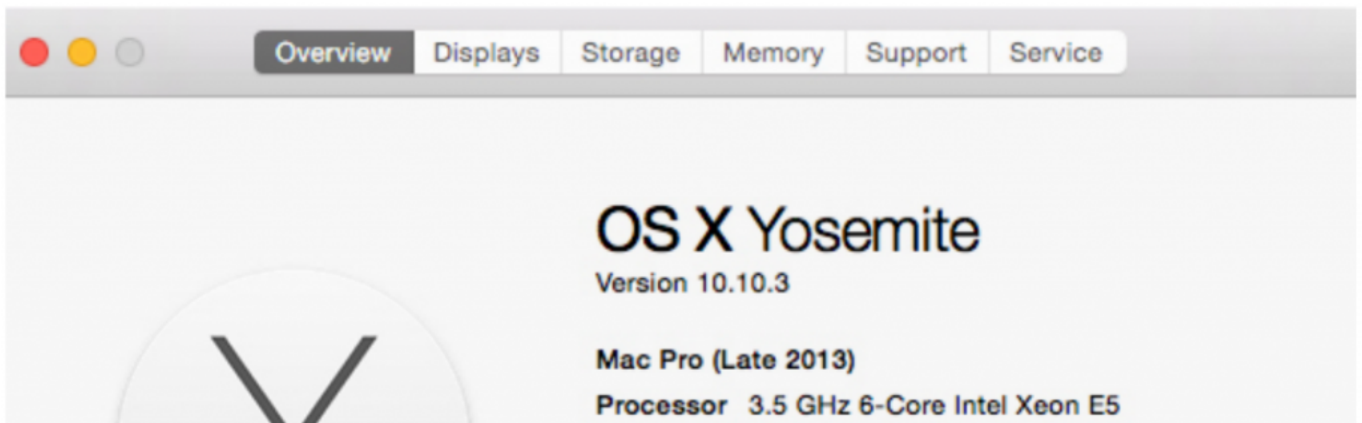 Overview Displays Storage Memory Support Service
OS X Yosemite
Version 10.10.3
Mac Pro (Late 2013)
Processor 3.5 GHz 6-Core Intel Xeon E5